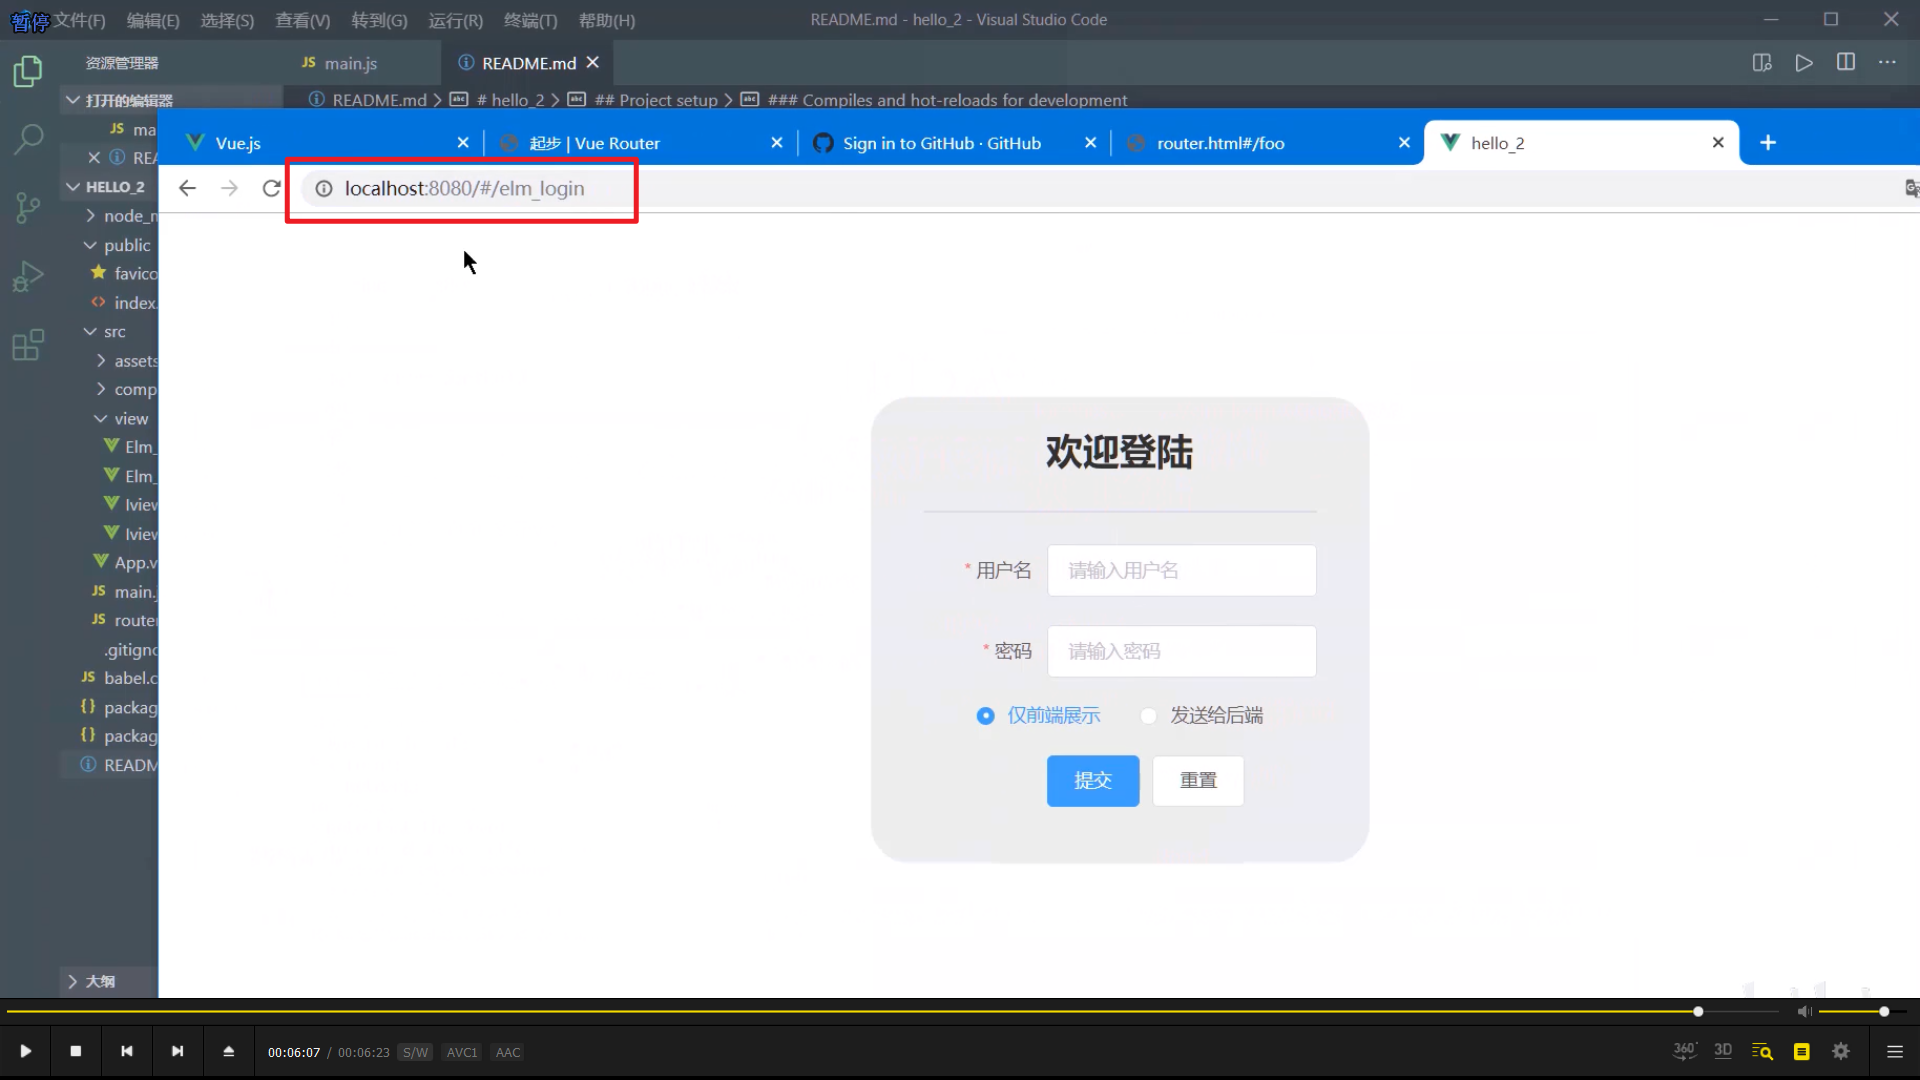 暂停
文件(F) 编辑(E) 选择(S) 查看(V) 转到(G) 运行(R) 终端(T) 帮助(H)
README.md - hello_2 - Visual Studio Code
资源管理器
JS main.js
README.md
打开的编辑器
README.md > # hello_2 > ## Project setup > ### Compiles and hot-reloads for development
JS ma
REA
Vue.js
起步 | Vue Router
Sign in to GitHub · GitHub
router.html#/foo
hello_2
HELLO_2
localhost:8080/#/elm_login
node_m
public
favico
index.
src
assets
comp
view
Elm_
Elm_
Iview
Iview
App.v
JS main.j
JS router
.gitigno
JS babel.c
{} packag
{} packag
READM
大纲
欢迎登陆
* 用户名 请输入用户名
* 密码 请输入密码
仅前端展示 发送给后端
提交 重置
00:06:07 / 00:06:23 S/W AVC1 AAC
360° 3D